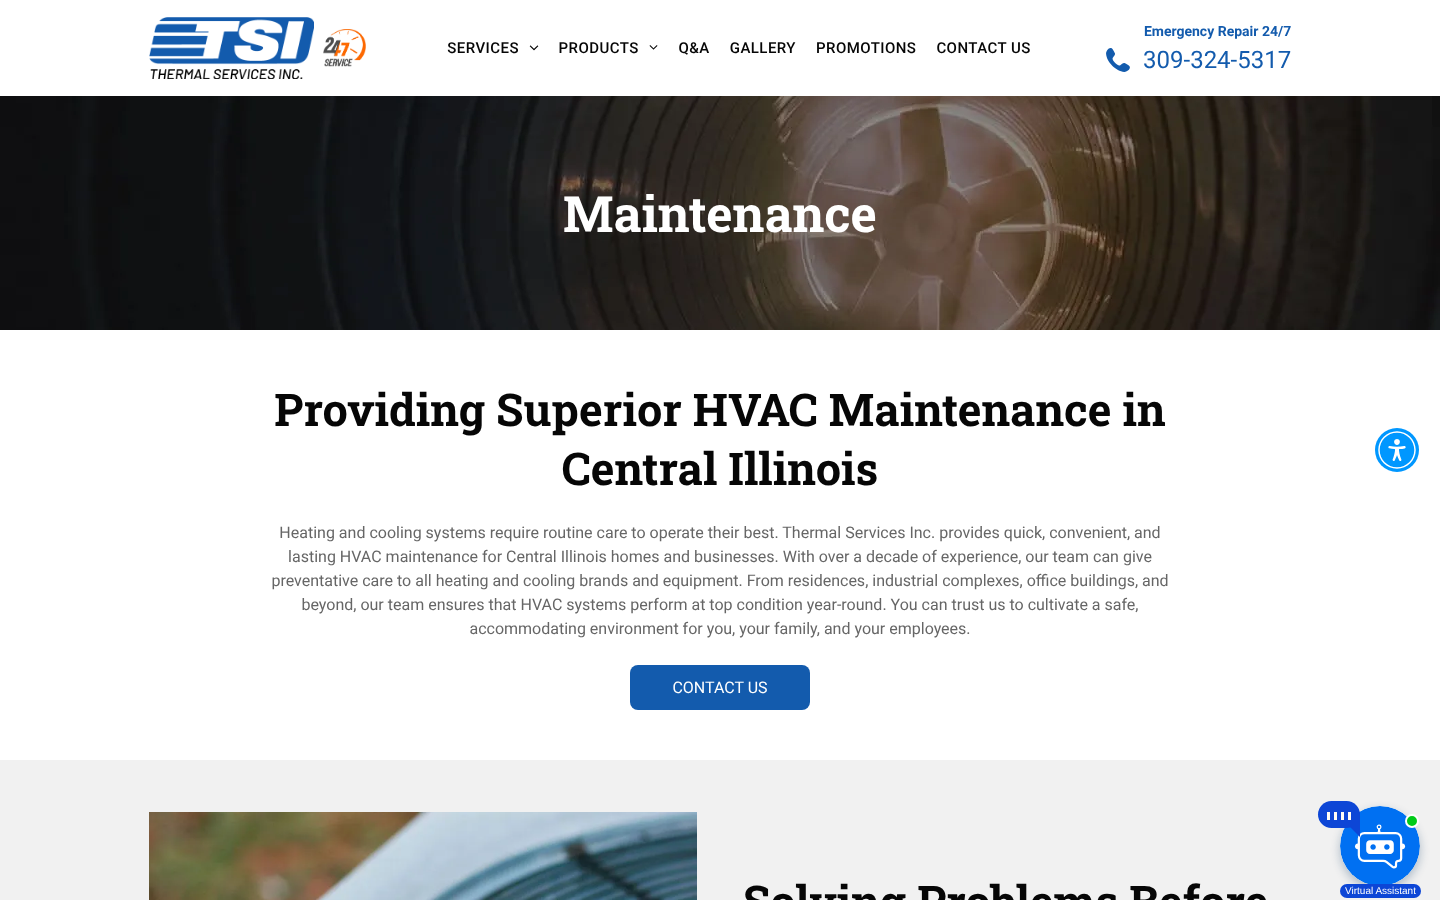 TSI
THERMAL SERVICES INC.
24/7
SERVICE
SERVICES
PRODUCTS
Q&A
GALLERY
PROMOTIONS
CONTACT US
Emergency Repair 24/7
309-324-5317
Maintenance
Providing Superior HVAC Maintenance in
Central Illinois
Heating and cooling systems require routine care to operate their best. Thermal Services Inc. provides quick, convenient, and
lasting HVAC maintenance for Central Illinois homes and businesses. With over a decade of experience, our team can give
preventative care to all heating and cooling brands and equipment. From residences, industrial complexes, office buildings, and
beyond, our team ensures that HVAC systems perform at top condition year-round. You can trust us to cultivate a safe,
accommodating environment for you, your family, and your employees.
CONTACT US
Solving Problems Before
Virtual Assistant